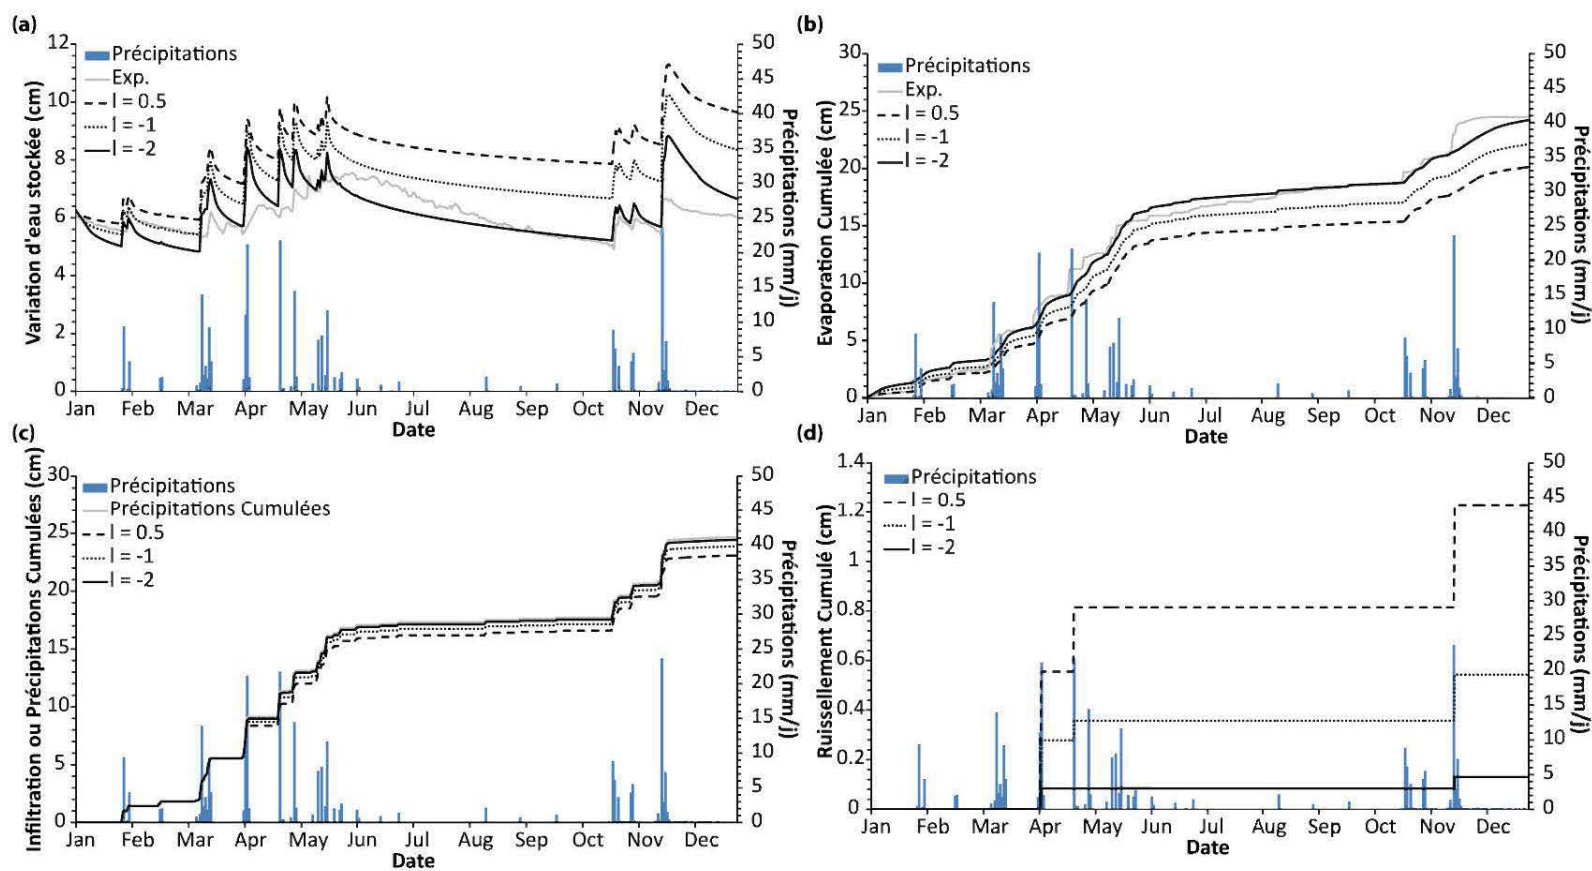 (a)
Variation d'eau stockée (cm)
12
10
8
6
4
2
0
Précipitations
Exp.
l = 0.5
l = -1
l = -2
50
45
40
35
30
25
20
15
10
5
0
Précipitations (mm/j)
Jan Feb Mar Apr May Jun Jul Aug Sep Oct Nov Dec
Date
(b)
Evaporation Cumulée (cm)
30
25
20
15
10
5
0
Précipitations
Exp.
l = 0.5
l = -1
l = -2
50
45
40
35
30
25
20
15
10
5
0
Précipitations (mm/j)
Jan Feb Mar Apr May Jun Jul Aug Sep Oct Nov Dec
Date
(c)
Infiltration ou Précipitations Cumulées (cm)
30
25
20
15
10
5
0
Précipitations
Précipitations Cumulées
l = 0.5
l = -1
l = -2
50
45
40
35
30
25
20
15
10
5
0
Précipitations (mm/j)
Jan Feb Mar Apr May Jun Jul Aug Sep Oct Nov Dec
Date
(d)
Ruissellement Cumulé (cm)
1.4
1.2
1
0.8
0.6
0.4
0.2
0
Précipitations
l = 0.5
l = -1
l = -2
50
45
40
35
30
25
20
15
10
5
0
Précipitations (mm/j)
Jan Feb Mar Apr May Jun Jul Aug Sep Oct Nov Dec
Date